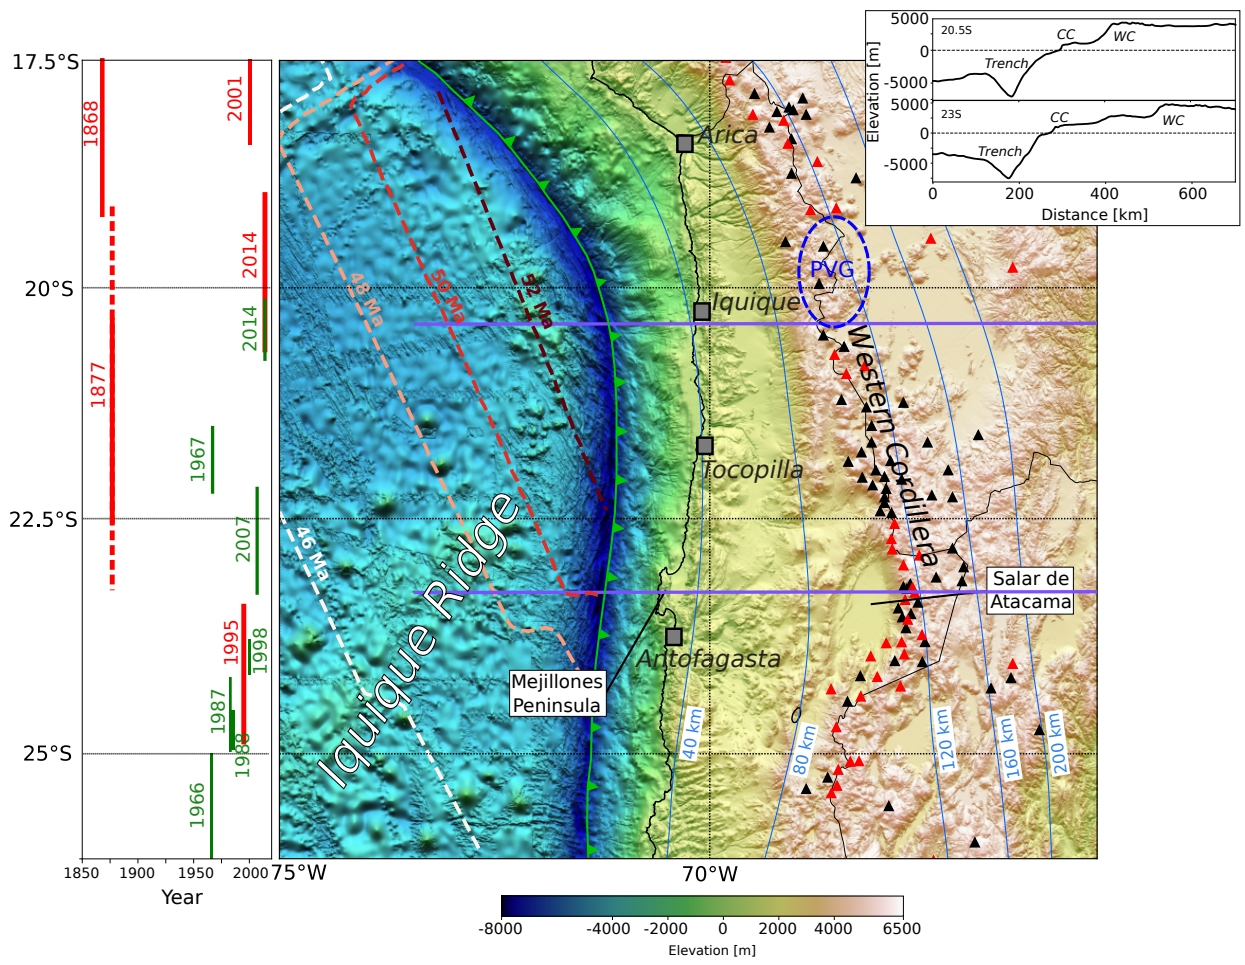 17.5°S
20°S
22.5°S
25°S
1868
2001
2014
2014
1877
1967
2007
1995
1998
1987
1988
1966
1850
1900
1950
2000
Year
75°W
70°W
48 Ma
50 Ma
52 Ma
46 Ma
Iquique Ridge
Arica
Iquique
Tocopilla
Antofagasta
PVG
Western Cordillera
Salar de
Atacama
Mejillones
Peninsula
40 km
80 km
120 km
160 km
200 km
Elevation [m]
5000
0
-5000
20.5S
Trench
CC
WC
5000
0
-5000
23S
Trench
CC
WC
0
200
400
600
Distance [km]
-8000
-6000
-4000
-2000
0
2000
4000
6500
Elevation [m]